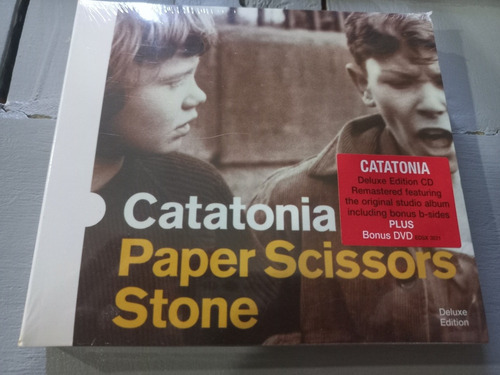 CATATONIA
Deluxe Edition CD
Remastered featuring
the original studio album
including bonus b-sides
PLUS
Bonus DVD
Catatonia
Paper Scissors
Stone
Deluxe
Edition